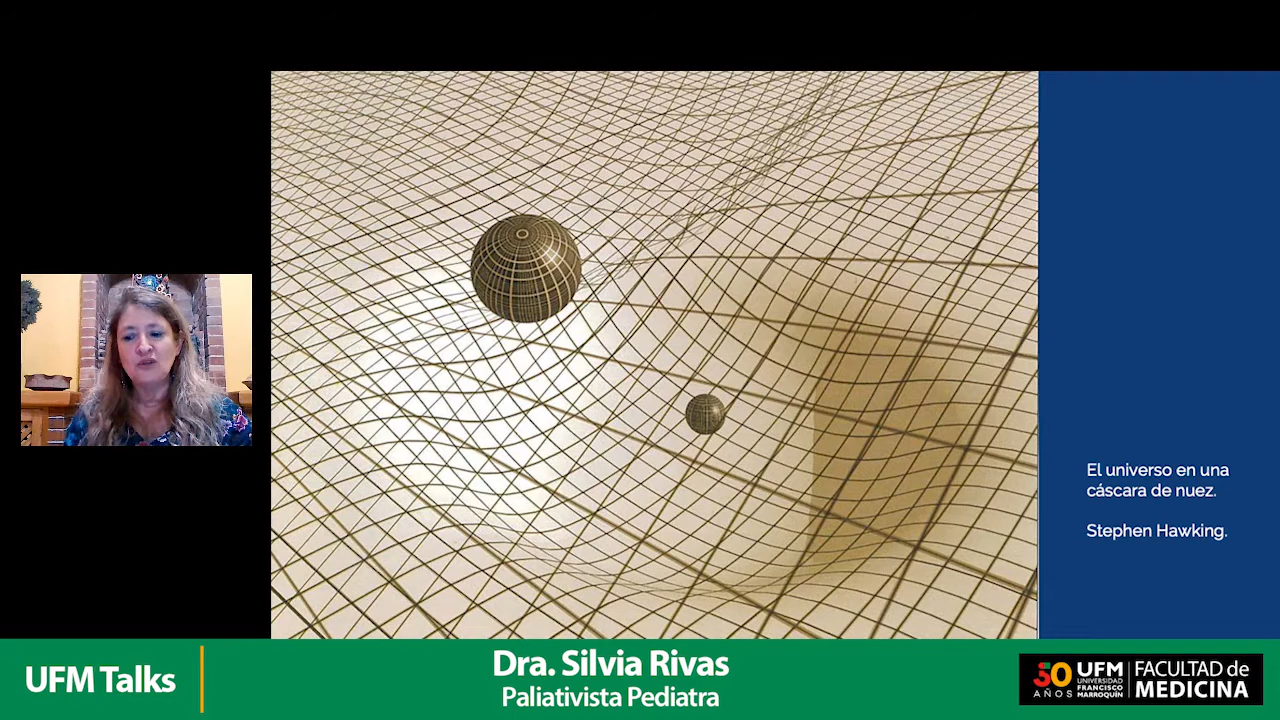 El universo en una
cáscara de nuez.
Stephen Hawking.
UFM Talks
Dra. Silvia Rivas
Paliativista Pediatra
50
AÑOS
UFM
UNIVERSIDAD
FRANCISCO
MARROQUÍN
FACULTAD de
MEDICINA